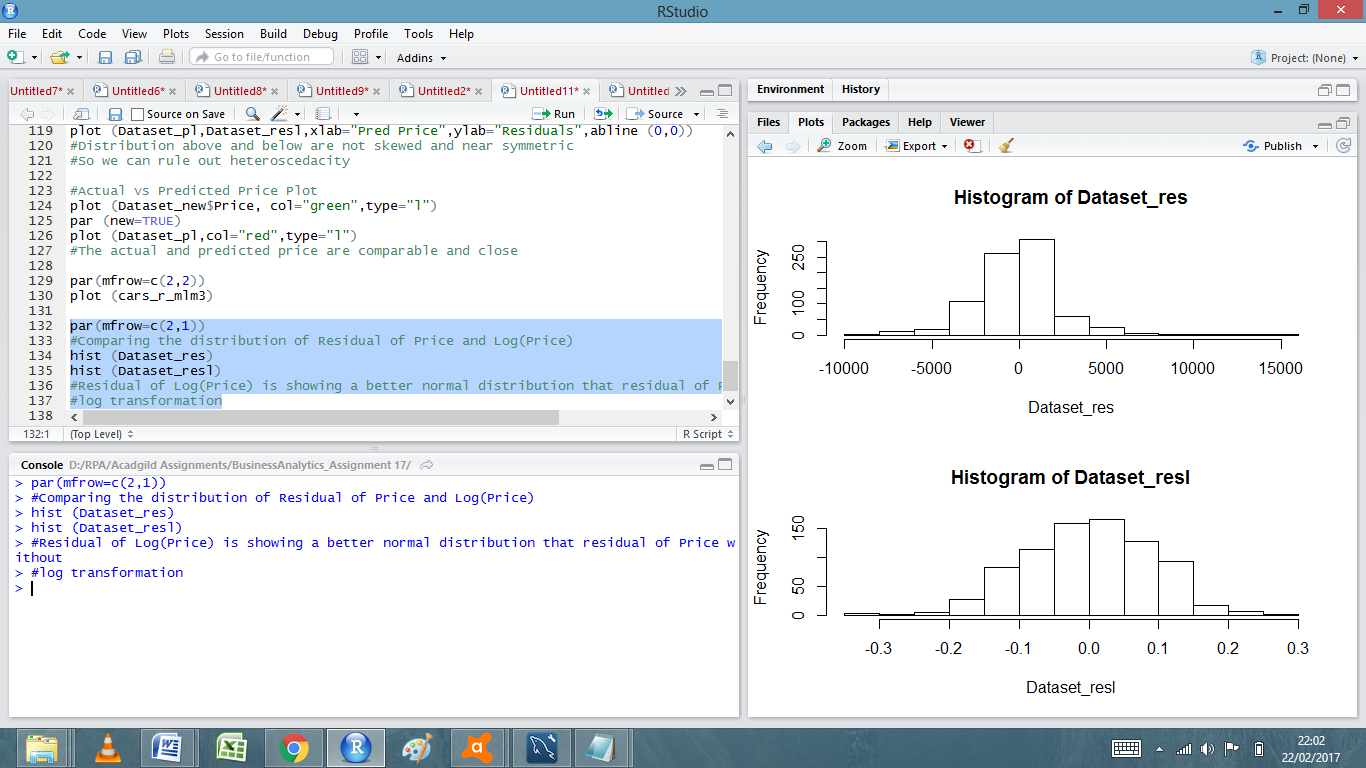 RStudio
File Edit Code View Plots Session Build Debug Profile Tools Help
Go to file/function Addins Project: (None)
Untitled7* Untitled6* Untitled8* Untitled9* Untitled2* Untitled11* Untitled
Source on Save Run Source
119 plot (Dataset_pl,Dataset_resl,xlab="Pred Price",ylab="Residuals",abline (0,0))
120 #Distribution above and below are not skewed and near symmetric
121 #So we can rule out heteroscedacity
122
123 #Actual vs Predicted Price Plot
124 plot (Dataset_new$Price, col="green",type="l")
125 par (new=TRUE)
126 plot (Dataset_pl,col="red",type="l")
127 #The actual and predicted price are comparable and close
128
129 par(mfrow=c(2,2))
130 plot (cars_r_mlm3)
131
132 par(mfrow=c(2,1))
133 #Comparing the distribution of Residual of Price and Log(Price)
134 hist (Dataset_res)
135 hist (Dataset_resl)
136 #Residual of Log(Price) is showing a better normal distribution that residual of
137 #log transformation
138
132:1 (Top Level) R Script
Console D:/RPA/Acadgild Assignments/BusinessAnalytics_Assignment 17/
> par(mfrow=c(2,1))
> #Comparing the distribution of Residual of Price and Log(Price)
> hist (Dataset_res)
> hist (Dataset_resl)
> #Residual of Log(Price) is showing a better normal distribution that residual of Price w
ithout
> #log transformation
>
Environment History
Files Plots Packages Help Viewer
Zoom Export Publish
Histogram of Dataset_res
Frequency
0 100 250
-10000 -5000 0 5000 10000 15000
Dataset_res
Histogram of Dataset_resl
Frequency
0 50 150
-0.3 -0.2 -0.1 0.0 0.1 0.2 0.3
Dataset_resl
22:02
22/02/2017